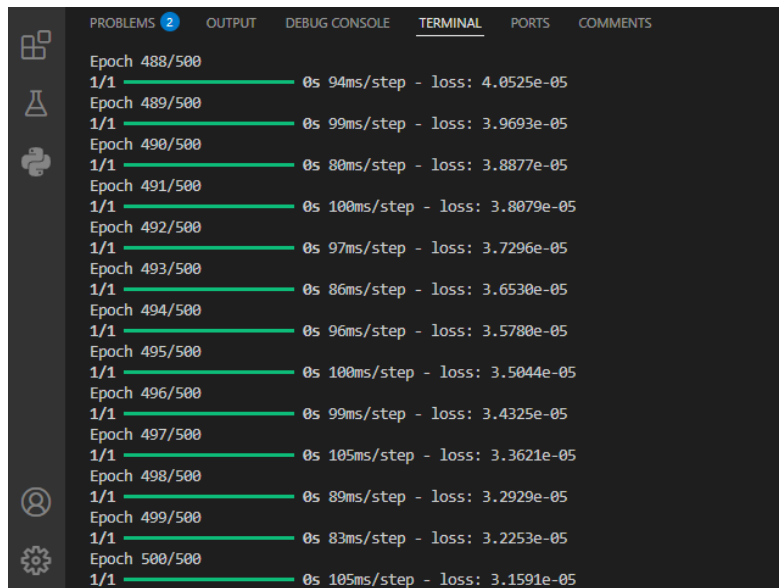 PROBLEMS 2 OUTPUT DEBUG CONSOLE TERMINAL PORTS COMMENTS
Epoch 488/500
1/1 0s 94ms/step - loss: 4.0525e-05
Epoch 489/500
1/1 0s 99ms/step - loss: 3.9693e-05
Epoch 490/500
1/1 0s 80ms/step - loss: 3.8877e-05
Epoch 491/500
1/1 0s 100ms/step - loss: 3.8079e-05
Epoch 492/500
1/1 0s 97ms/step - loss: 3.7296e-05
Epoch 493/500
1/1 0s 86ms/step - loss: 3.6530e-05
Epoch 494/500
1/1 0s 96ms/step - loss: 3.5780e-05
Epoch 495/500
1/1 0s 100ms/step - loss: 3.5044e-05
Epoch 496/500
1/1 0s 99ms/step - loss: 3.4325e-05
Epoch 497/500
1/1 0s 105ms/step - loss: 3.3621e-05
Epoch 498/500
1/1 0s 89ms/step - loss: 3.2929e-05
Epoch 499/500
1/1 0s 83ms/step - loss: 3.2253e-05
Epoch 500/500
1/1 0s 105ms/step - loss: 3.1591e-05